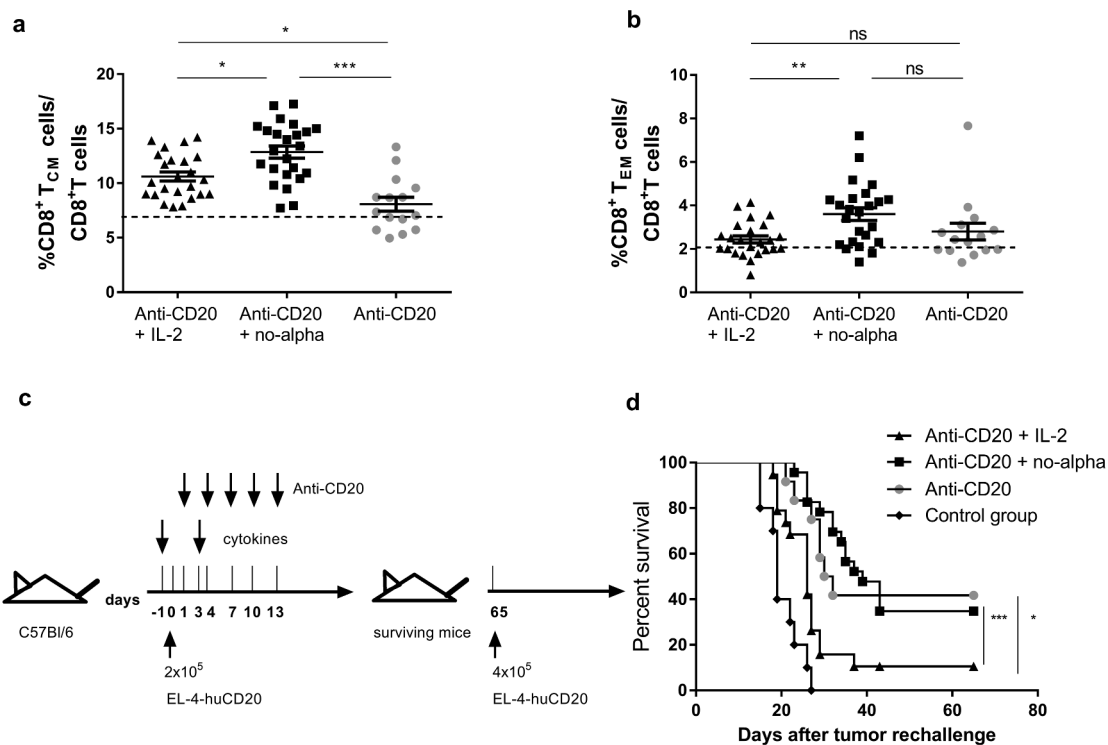 a
*
*
***
%CD8+ TCM cells/
CD8+T cells
20
15
10
5
0
Anti-CD20
+ IL-2
Anti-CD20
+ no-alpha
Anti-CD20
b
ns
**
ns
%CD8+ TEM cells/
CD8+T cells
10
8
6
4
2
0
Anti-CD20
+ IL-2
Anti-CD20
+ no-alpha
Anti-CD20
c
Anti-CD20
cytokines
days
-1 0 1 3 4 7 10 13
C57Bl/6
2x10⁵
EL-4-huCD20
surviving mice
65
4x10⁵
EL-4-huCD20
d
Anti-CD20 + IL-2
Anti-CD20 + no-alpha
Anti-CD20
Control group
Percent survival
100
80
60
40
20
0
0 20 40 60 80
Days after tumor rechallenge
***
*